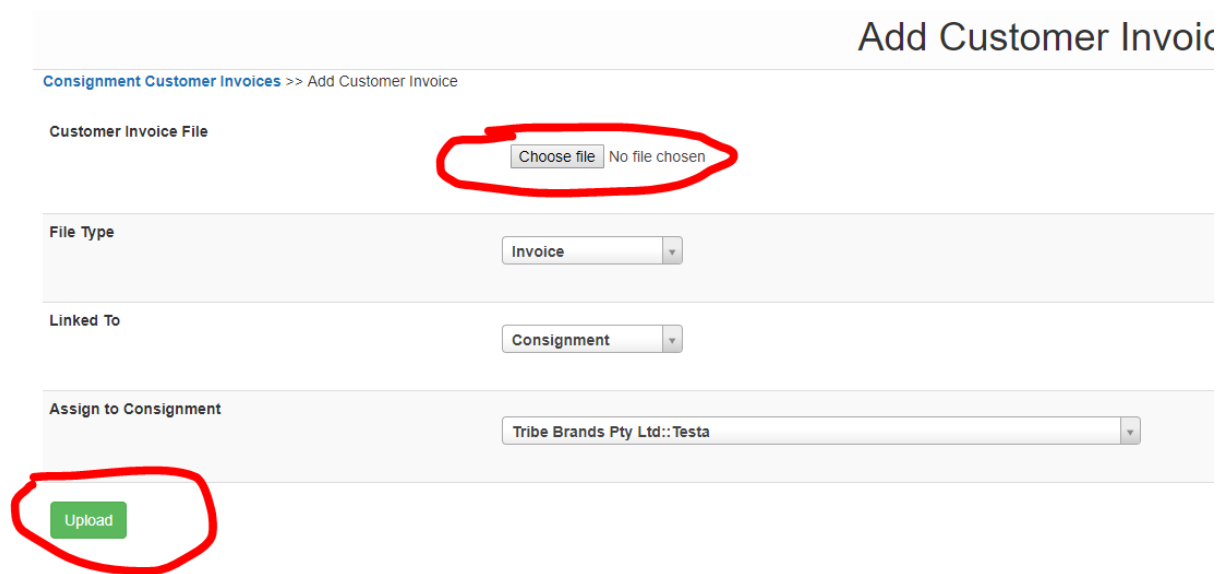 Add Customer Invoic
Consignment Customer Invoices >> Add Customer Invoice
Customer Invoice File
Choose file No file chosen
File Type
Invoice
Linked To
Consignment
Assign to Consignment
Tribe Brands Pty Ltd::Testa
Upload